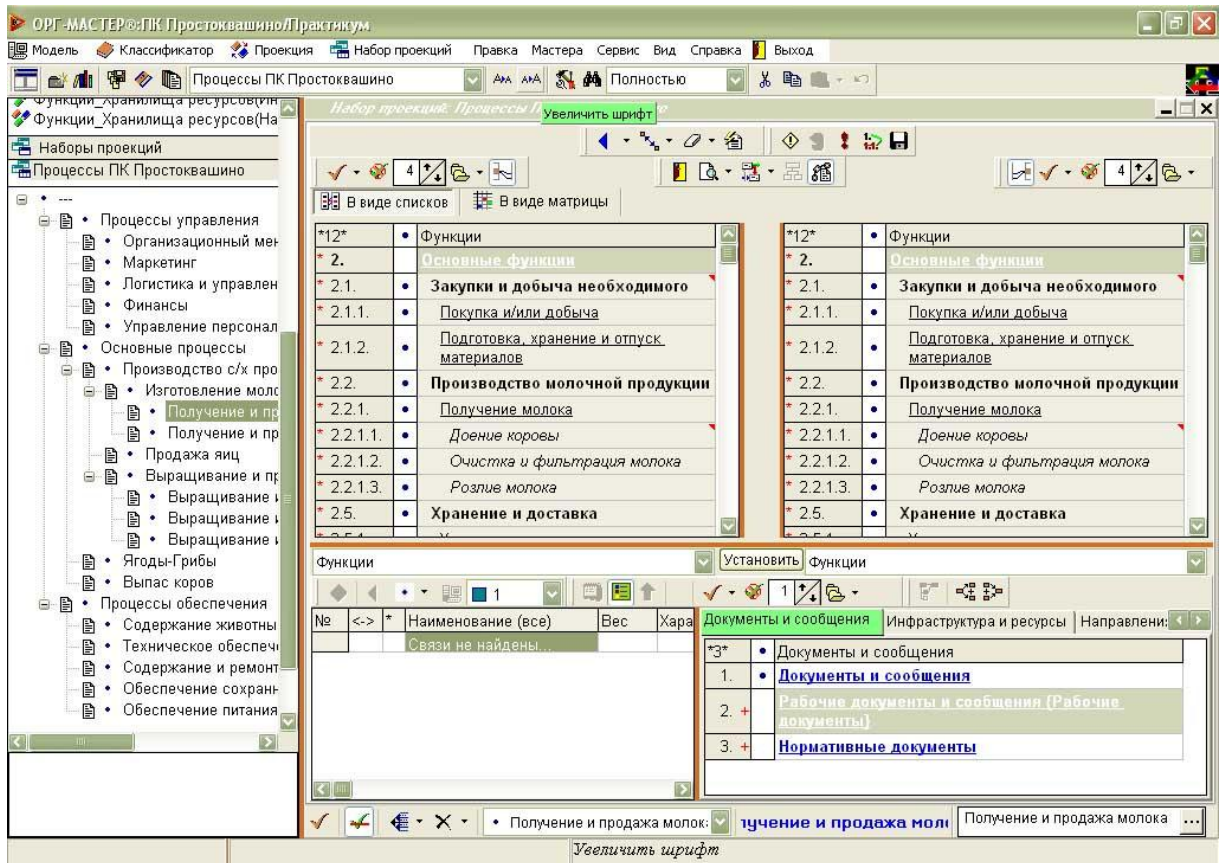 ОРГ-МАСТЕР®:ПК Простоквашино/Практикум
Модель Классификатор Проекция Набор проекций Правка Мастера Сервис Вид Справка Выход
Процессы ПК Простоквашино Полностью
Функции_Хранилища ресурсов(Ин
Функции_Хранилища ресурсов(На
Наборы проекций
Процессы ПК Простоквашино
---
Процессы управления
Организационный мен
Маркетинг
Логистика и управлен
Финансы
Управление персонал
Основные процессы
Производство с/х про
Изготовление моло
Получение и пр
Получение и пр
Продажа яиц
Выращивание и пр
Выращивание и
Выращивание и
Выращивание и
Ягоды-Грибы
Выпас коров
Процессы обеспечения
Содержание животны
Техническое обеспеч
Содержание и ремонт
Обеспечение сохранн
Обеспечение питания
Набор проекций: Процессы
Увеличить шрифт
4 4
В виде списков В виде матрицы
*12* Функции
2. Основные функции
2.1. Закупки и добыча необходимого
2.1.1. Покупка и/или добыча
2.1.2. Подготовка, хранение и отпуск
материалов
2.2. Производство молочной продукции
2.2.1. Получение молока
2.2.1.1. Доение коровы
2.2.1.2. Очистка и фильтрация молока
2.2.1.3. Розлив молока
2.5. Хранение и доставка
*12* Функции
2. Основные функции
2.1. Закупки и добыча необходимого
2.1.1. Покупка и/или добыча
2.1.2. Подготовка, хранение и отпуск
материалов
2.2. Производство молочной продукции
2.2.1. Получение молока
2.2.1.1. Доение коровы
2.2.1.2. Очистка и фильтрация молока
2.2.1.3. Розлив молока
2.5. Хранение и доставка
Функции Установить Функции
1 1
№ <-> * Наименование (все) Вес Хара
Связи не найдены...
Документы и сообщения Инфраструктура и ресурсы Направлени
*3* Документы и сообщения
1. Документы и сообщения
2. + Рабочие документы и сообщения {Рабочие
документы}
3. + Нормативные документы
Получение и продажа молок лучение и продажа мол Получение и продажа молока ...
Увеличить шрифт